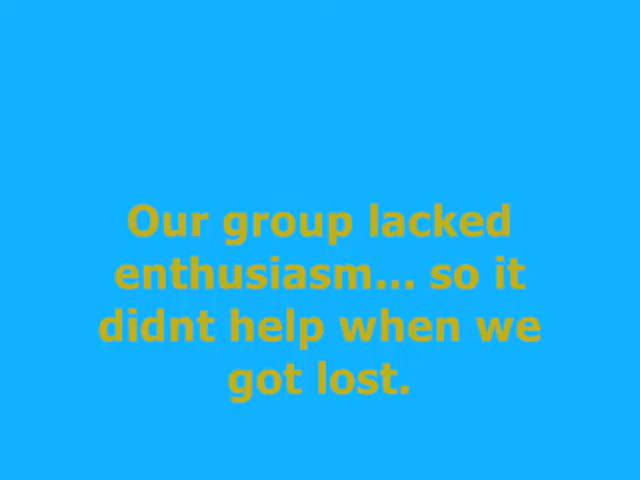 Our group lacked
enthusiasm... so it
didnt help when we
got lost.